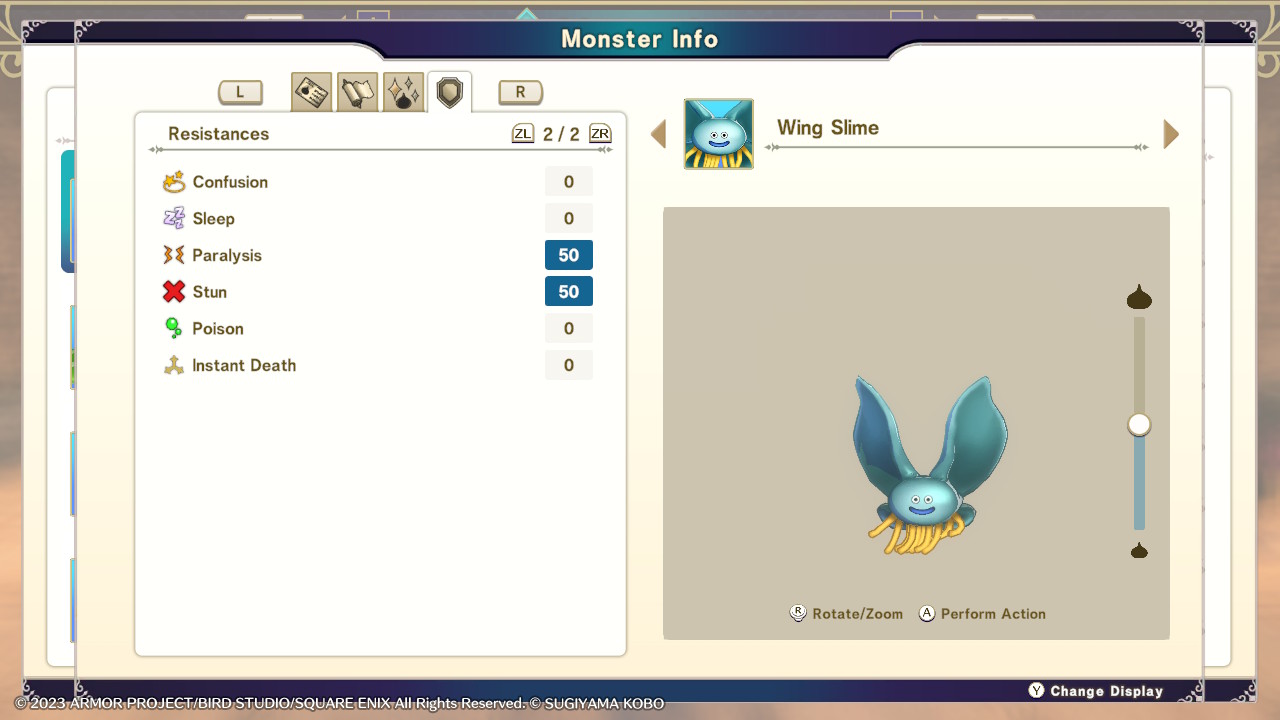 Monster Info
L
R
Resistances
ZL 2 / 2 ZR
Confusion 0
Sleep 0
Paralysis 50
Stun 50
Poison 0
Instant Death 0
Wing Slime
R Rotate/Zoom A Perform Action
Y Change Display
© 2023 ARMOR PROJECT/BIRD STUDIO/SQUARE ENIX All Rights Reserved. © SUGIYAMA KOBO